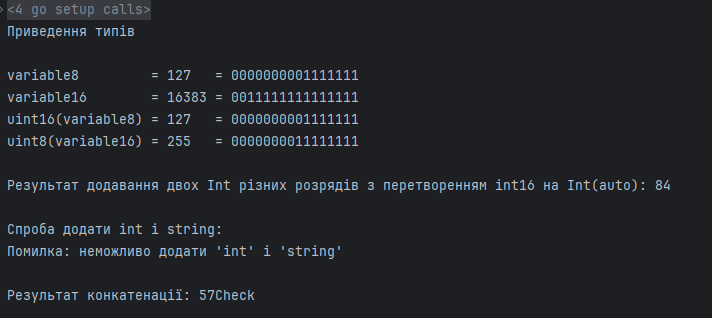 <4 go setup calls>
Приведення типів
variable8         = 127   = 0000000001111111
variable16        = 16383 = 0011111111111111
uint16(variable8) = 127   = 0000000001111111
uint8(variable16) = 255   = 0000000011111111
Результат додавання двох Int різних розрядів з перетворенням int16 на Int(auto): 84
Спроба додати int і string:
Помилка: неможливо додати 'int' і 'string'
Результат конкатенації: 57Check